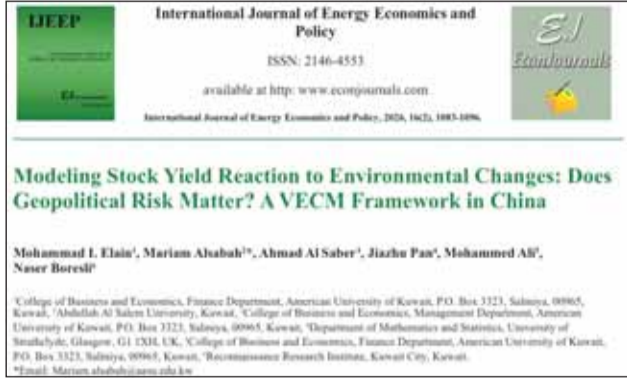 IJEEP
International Journal of Energy Economics and
Policy
ISSN: 2146-4553
available at http: www.econjournals.com
International Journal of Energy Economics and Policy, 2026, 16(2), 1083-1096.
EJ
EconJournals
Modeling Stock Yield Reaction to Environmental Changes: Does
Geopolitical Risk Matter? A VECM Framework in China
Mohammad I. Elain¹, Mariam Alsabah²*, Ahmad Al Saber³, Jiazhu Pan⁴, Mohammed Ali⁵,
Naser Boresli⁶
¹College of Business and Economics, Finance Department, American University of Kuwait, P.O. Box 3323, Salmiya, 00965,
Kuwait, ²Abdullah Al Salem University, Kuwait, ³College of Business and Economics, Management Department, American
University of Kuwait, P.O. Box 3323, Salmiya, 00965, Kuwait, ⁴Department of Mathematics and Statistics, University of
Strathclyde, Glasgow, G1 1XH, UK, ⁵College of Business and Economics, Finance Department, American University of Kuwait,
P.O. Box 3323, Salmiya, 00965, Kuwait, ⁶Reconnaissance Research Institute, Kuwait City, Kuwait.
*Email: Mariam.alsabah@aasu.edu.kw